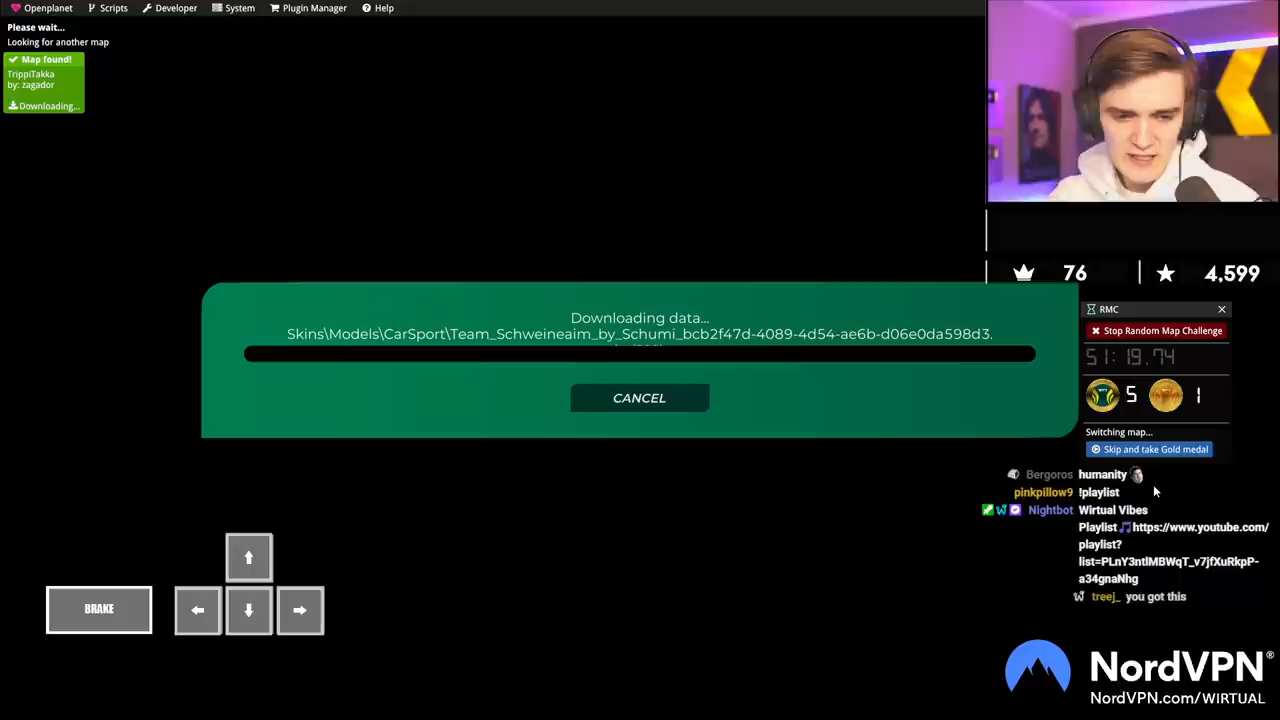 Openplanet Scripts Developer System Plugin Manager Help
Please wait...
Looking for another map
Map found!
TrippiTakka
by: zagador
Downloading...
76 4,599
RMC
Stop Random Map Challenge
51:19.74
5 1
Switching map...
Skip and take Gold medal
Downloading data...
Skins\Models\CarSport\Team_Schweineaim_by_Schumi_bcb2f47d-4089-4d54-ae6b-d06e0da598d3.
CANCEL
Bergoros humanity
pinkpillow9 !playlist
Nightbot Wirtual Vibes
Playlist https://www.youtube.com/
playlist?
list=PLnY3ntlMBWqT_v7jfXuRkpP-
a34gnaNhg
treej_ you got this
BRAKE
NordVPN®
NordVPN.com/WIRTUAL